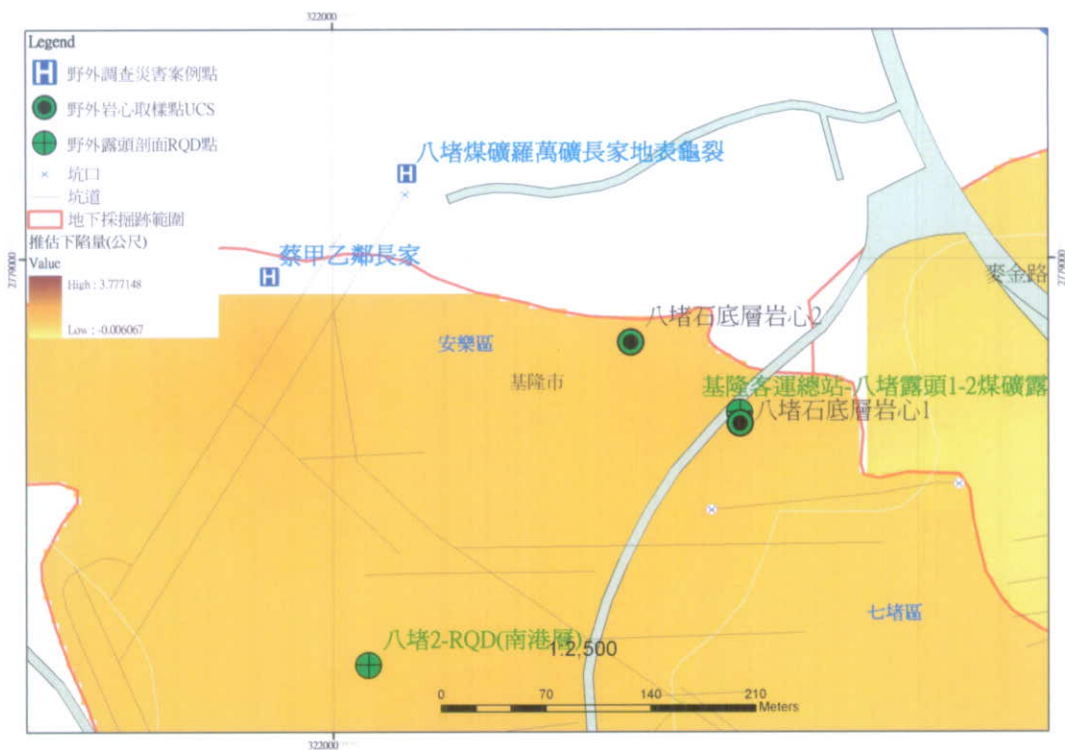 322000
Legend
野外調查災害案例點
野外岩心取樣點UCS
野外露頭剖面RQD點
坑口
坑道
地下採掘跡範圍
推估下陷量(公尺)
Value
High : 3.777148
Low : -0.006067
2779000
2779000
八堵煤礦羅萬礦長家地表龜裂
蔡甲乙鄰長家
麥金路
八堵石底層岩心2
安樂區
基隆市
基隆客運總站-八堵露頭1-2煤礦露
八堵石底層岩心1
七堵區
八堵2-RQD(南港層)
1:2,500
0 70 140 210
Meters
322000